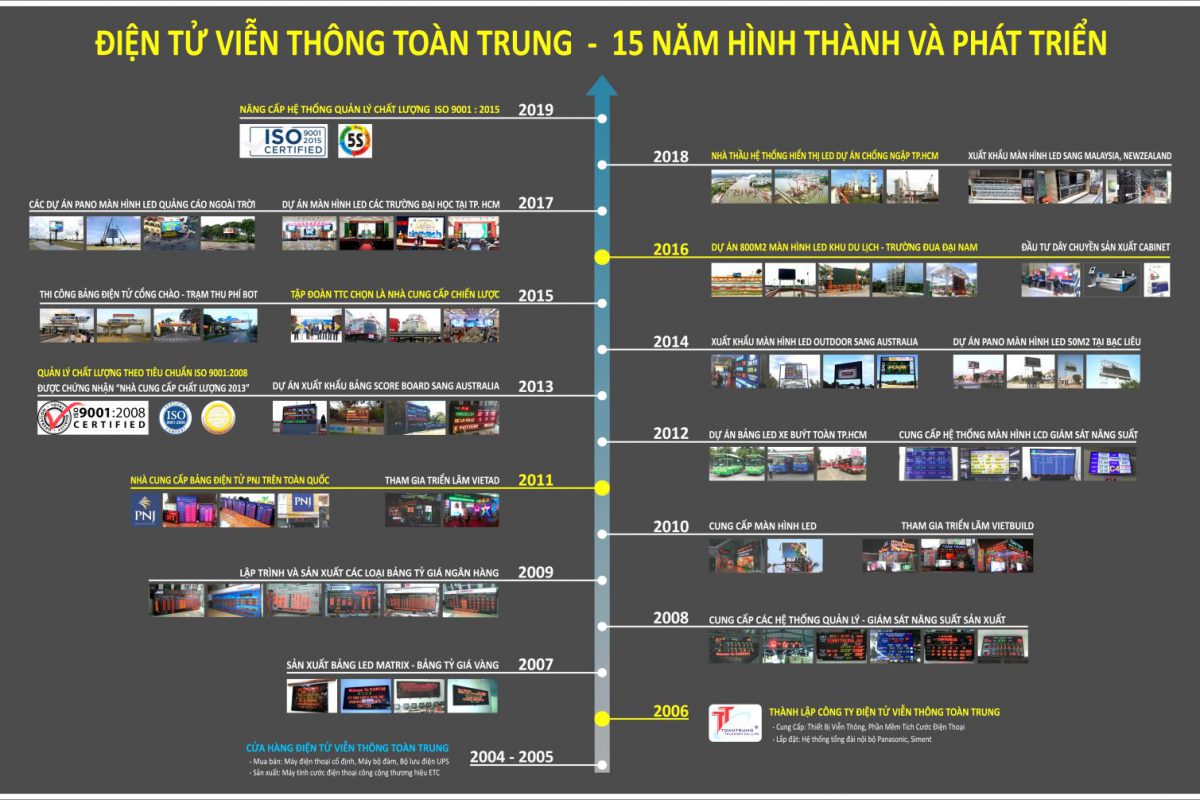 ĐIỆN TỬ VIỄN THÔNG TOÀN TRUNG - 15 NĂM HÌNH THÀNH VÀ PHÁT TRIỂN
NÂNG CẤP HỆ THỐNG QUẢN LÝ CHẤT LƯỢNG ISO 9001 : 2015
2019
ISO 9001 2015
CERTIFIED
5S
2018
NHÀ THẦU HỆ THỐNG HIỂN THỊ LED DỰ ÁN CHỐNG NGẬP TP.HCM
XUẤT KHẨU MÀN HÌNH LED SANG MALAYSIA, NEWZEALAND
CÁC DỰ ÁN PANO MÀN HÌNH LED QUẢNG CÁO NGOÀI TRỜI
DỰ ÁN MÀN HÌNH LED CÁC TRƯỜNG ĐẠI HỌC TẠI TP. HCM
2017
2016
DỰ ÁN 800M2 MÀN HÌNH LED KHU DU LỊCH - TRƯỜNG ĐUA ĐẠI NAM
ĐẦU TƯ DÂY CHUYỀN SẢN XUẤT CABINET
THI CÔNG BẢNG ĐIỆN TỬ CỔNG CHÀO - TRẠM THU PHÍ BOT
TẬP ĐOÀN TTC CHỌN LÀ NHÀ CUNG CẤP CHIẾN LƯỢC
2015
2014
XUẤT KHẨU MÀN HÌNH LED OUTDOOR SANG AUSTRALIA
DỰ ÁN PANO MÀN HÌNH LED 50M2 TẠI BẠC LIÊU
QUẢN LÝ CHẤT LƯỢNG THEO TIÊU CHUẨN ISO 9001:2008
ĐƯỢC CHỨNG NHẬN “NHÀ CUNG CẤP CHẤT LƯỢNG 2013”
DỰ ÁN XUẤT KHẨU BẢNG SCORE BOARD SANG AUSTRALIA
2013
ISO 9001:2008
CERTIFIED
ISO
2012
DỰ ÁN BẢNG LED XE BUÝT TOÀN TP.HCM
CUNG CẤP HỆ THỐNG MÀN HÌNH LCD GIÁM SÁT NĂNG SUẤT
NHÀ CUNG CẤP BẢNG ĐIỆN TỬ PNJ TRÊN TOÀN QUỐC
THAM GIA TRIỂN LÃM VIETAD
2011
PNJ
PNJ
2010
CUNG CẤP MÀN HÌNH LED
THAM GIA TRIỂN LÃM VIETBUILD
LẬP TRÌNH VÀ SẢN XUẤT CÁC LOẠI BẢNG TỶ GIÁ NGÂN HÀNG
2009
2008
CUNG CẤP CÁC HỆ THỐNG QUẢN LÝ - GIÁM SÁT NĂNG SUẤT SẢN XUẤT
SẢN XUẤT BẢNG LED MATRIX - BẢNG TỶ GIÁ VÀNG
2007
2006
TT
TOANTRUNG
TELECOM CO.,LTD
THÀNH LẬP CÔNG TY ĐIỆN TỬ VIỄN THÔNG TOÀN TRUNG
- Cung Cấp: Thiết Bị Viễn Thông, Phần Mềm Tích Cước Điện Thoại
- Lắp đặt: Hệ thống tổng đài nội bộ Panasonic, Siment
CỬA HÀNG ĐIỆN TỬ VIỄN THÔNG TOÀN TRUNG
- Mua bán: Máy điện thoại cố định, Máy bộ đàm, Bộ lưu điện UPS
- Sản xuất: Máy tính cước điện thoại công cộng thương hiệu ETC
2004 - 2005